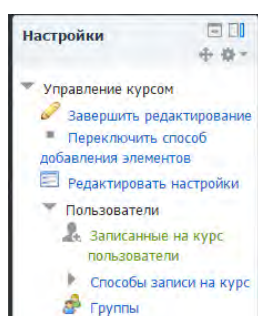 Настройки
Управление курсом
Завершить редактирование
Переключить способ
добавления элементов
Редактировать настройки
Пользователи
Записанные на курс
пользователи
Способы записи на курс
Группы